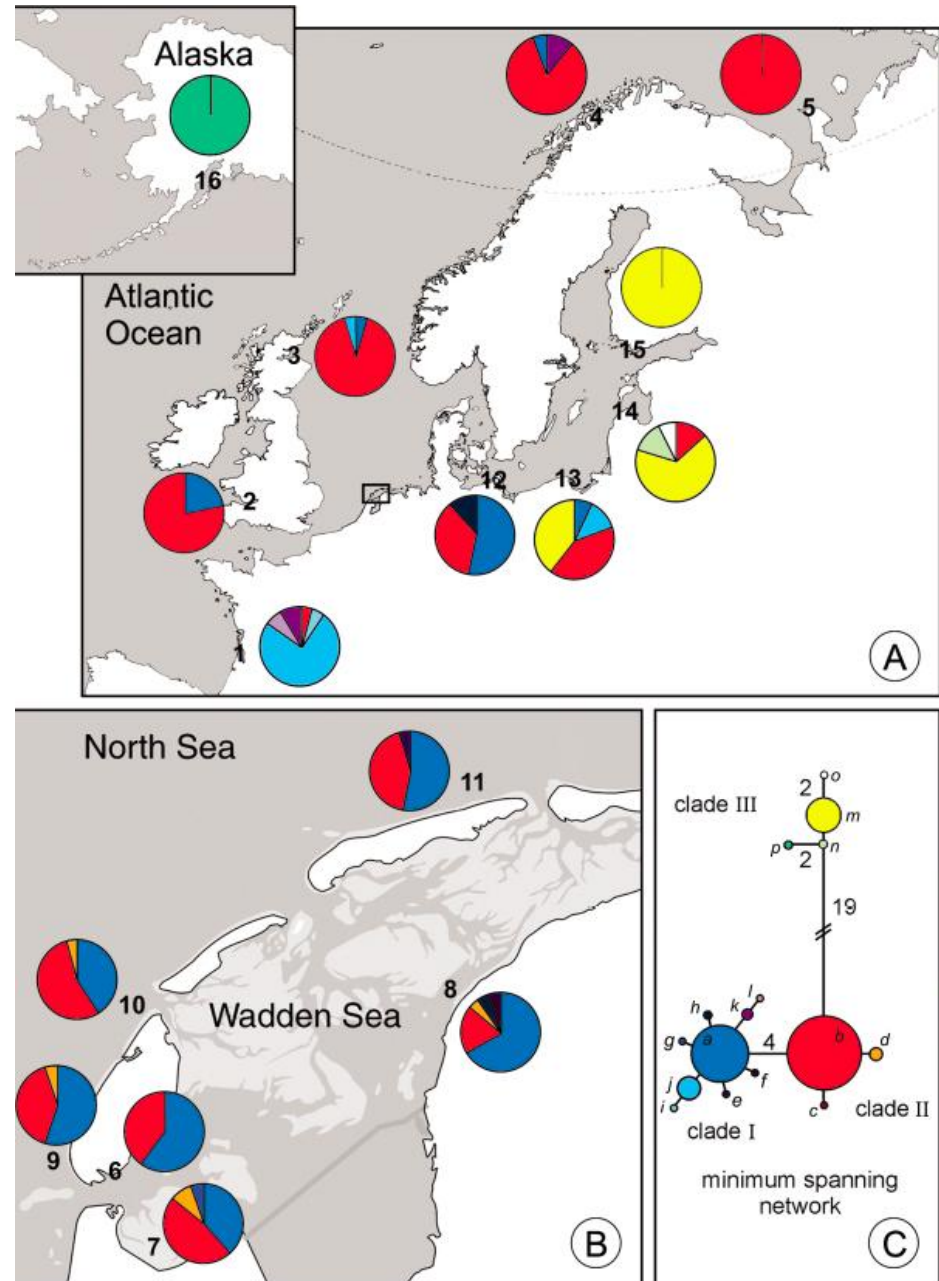 Alaska
16
4
5
Atlantic
Ocean
3
15
14
2
12
13
1
A
North Sea
11
10
Wadden Sea
8
9
6
7
B
2
o
clade III
m
p
n
2
19
h
l
k
g
a
4
b
d
j
f
i
e
c
clade II
clade I
minimum spanning
network
C